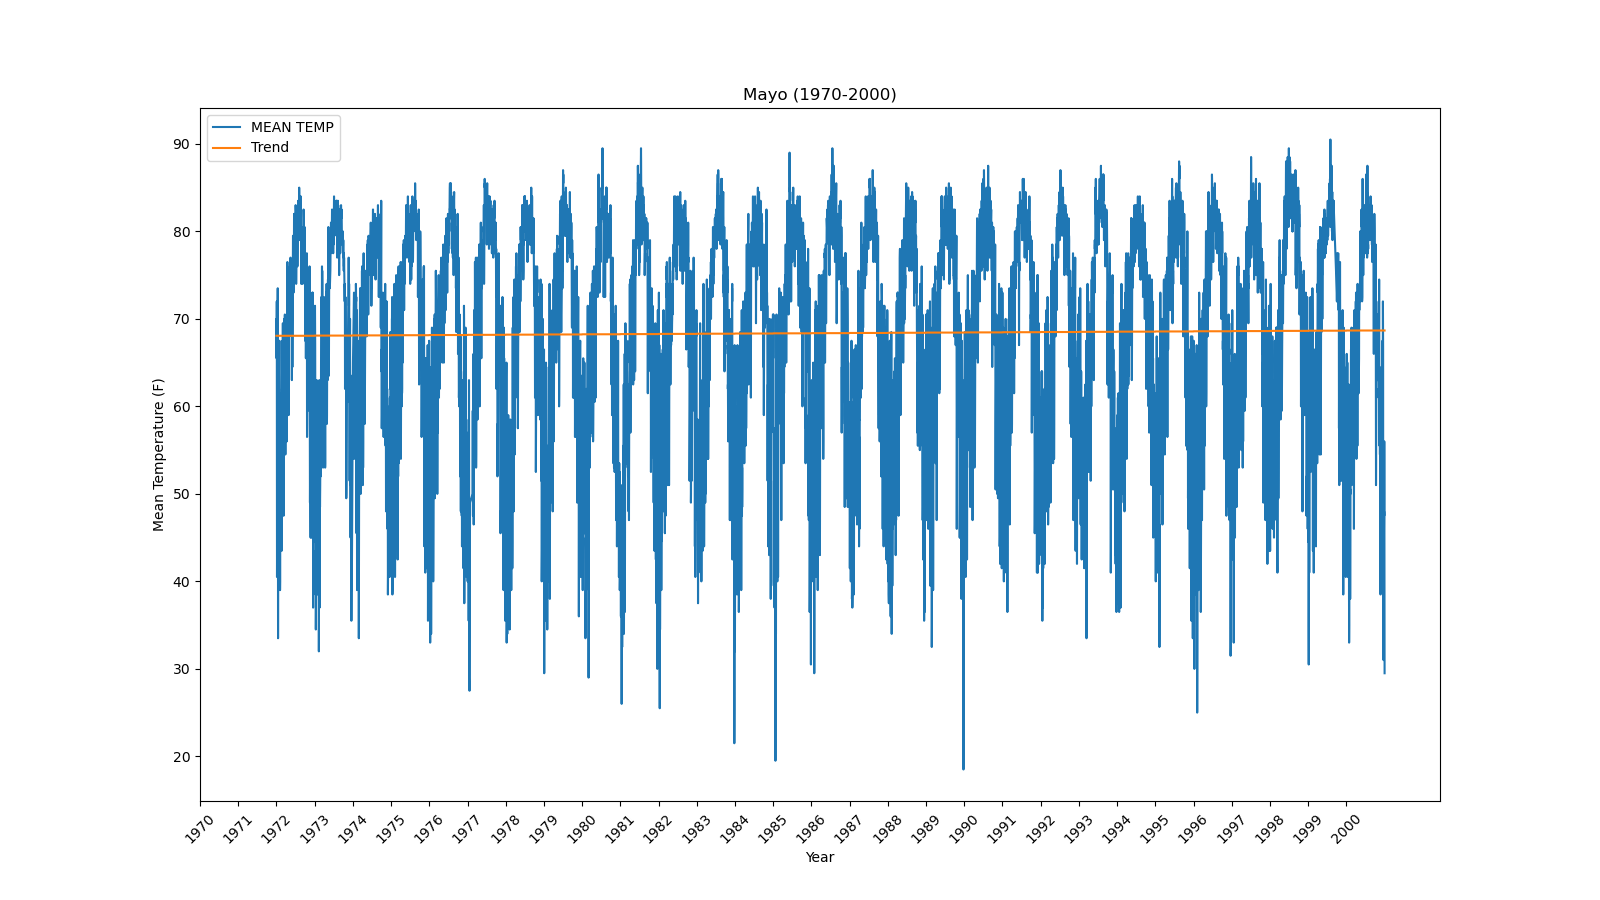 Mayo (1970-2000)
MEAN TEMP
Trend
90
80
70
60
50
40
30
20
Mean Temperature (F)
1970 1971 1972 1973 1974 1975 1976 1977 1978 1979 1980 1981 1982 1983 1984 1985 1986 1987 1988 1989 1990 1991 1992 1993 1994 1995 1996 1997 1998 1999 2000
Year